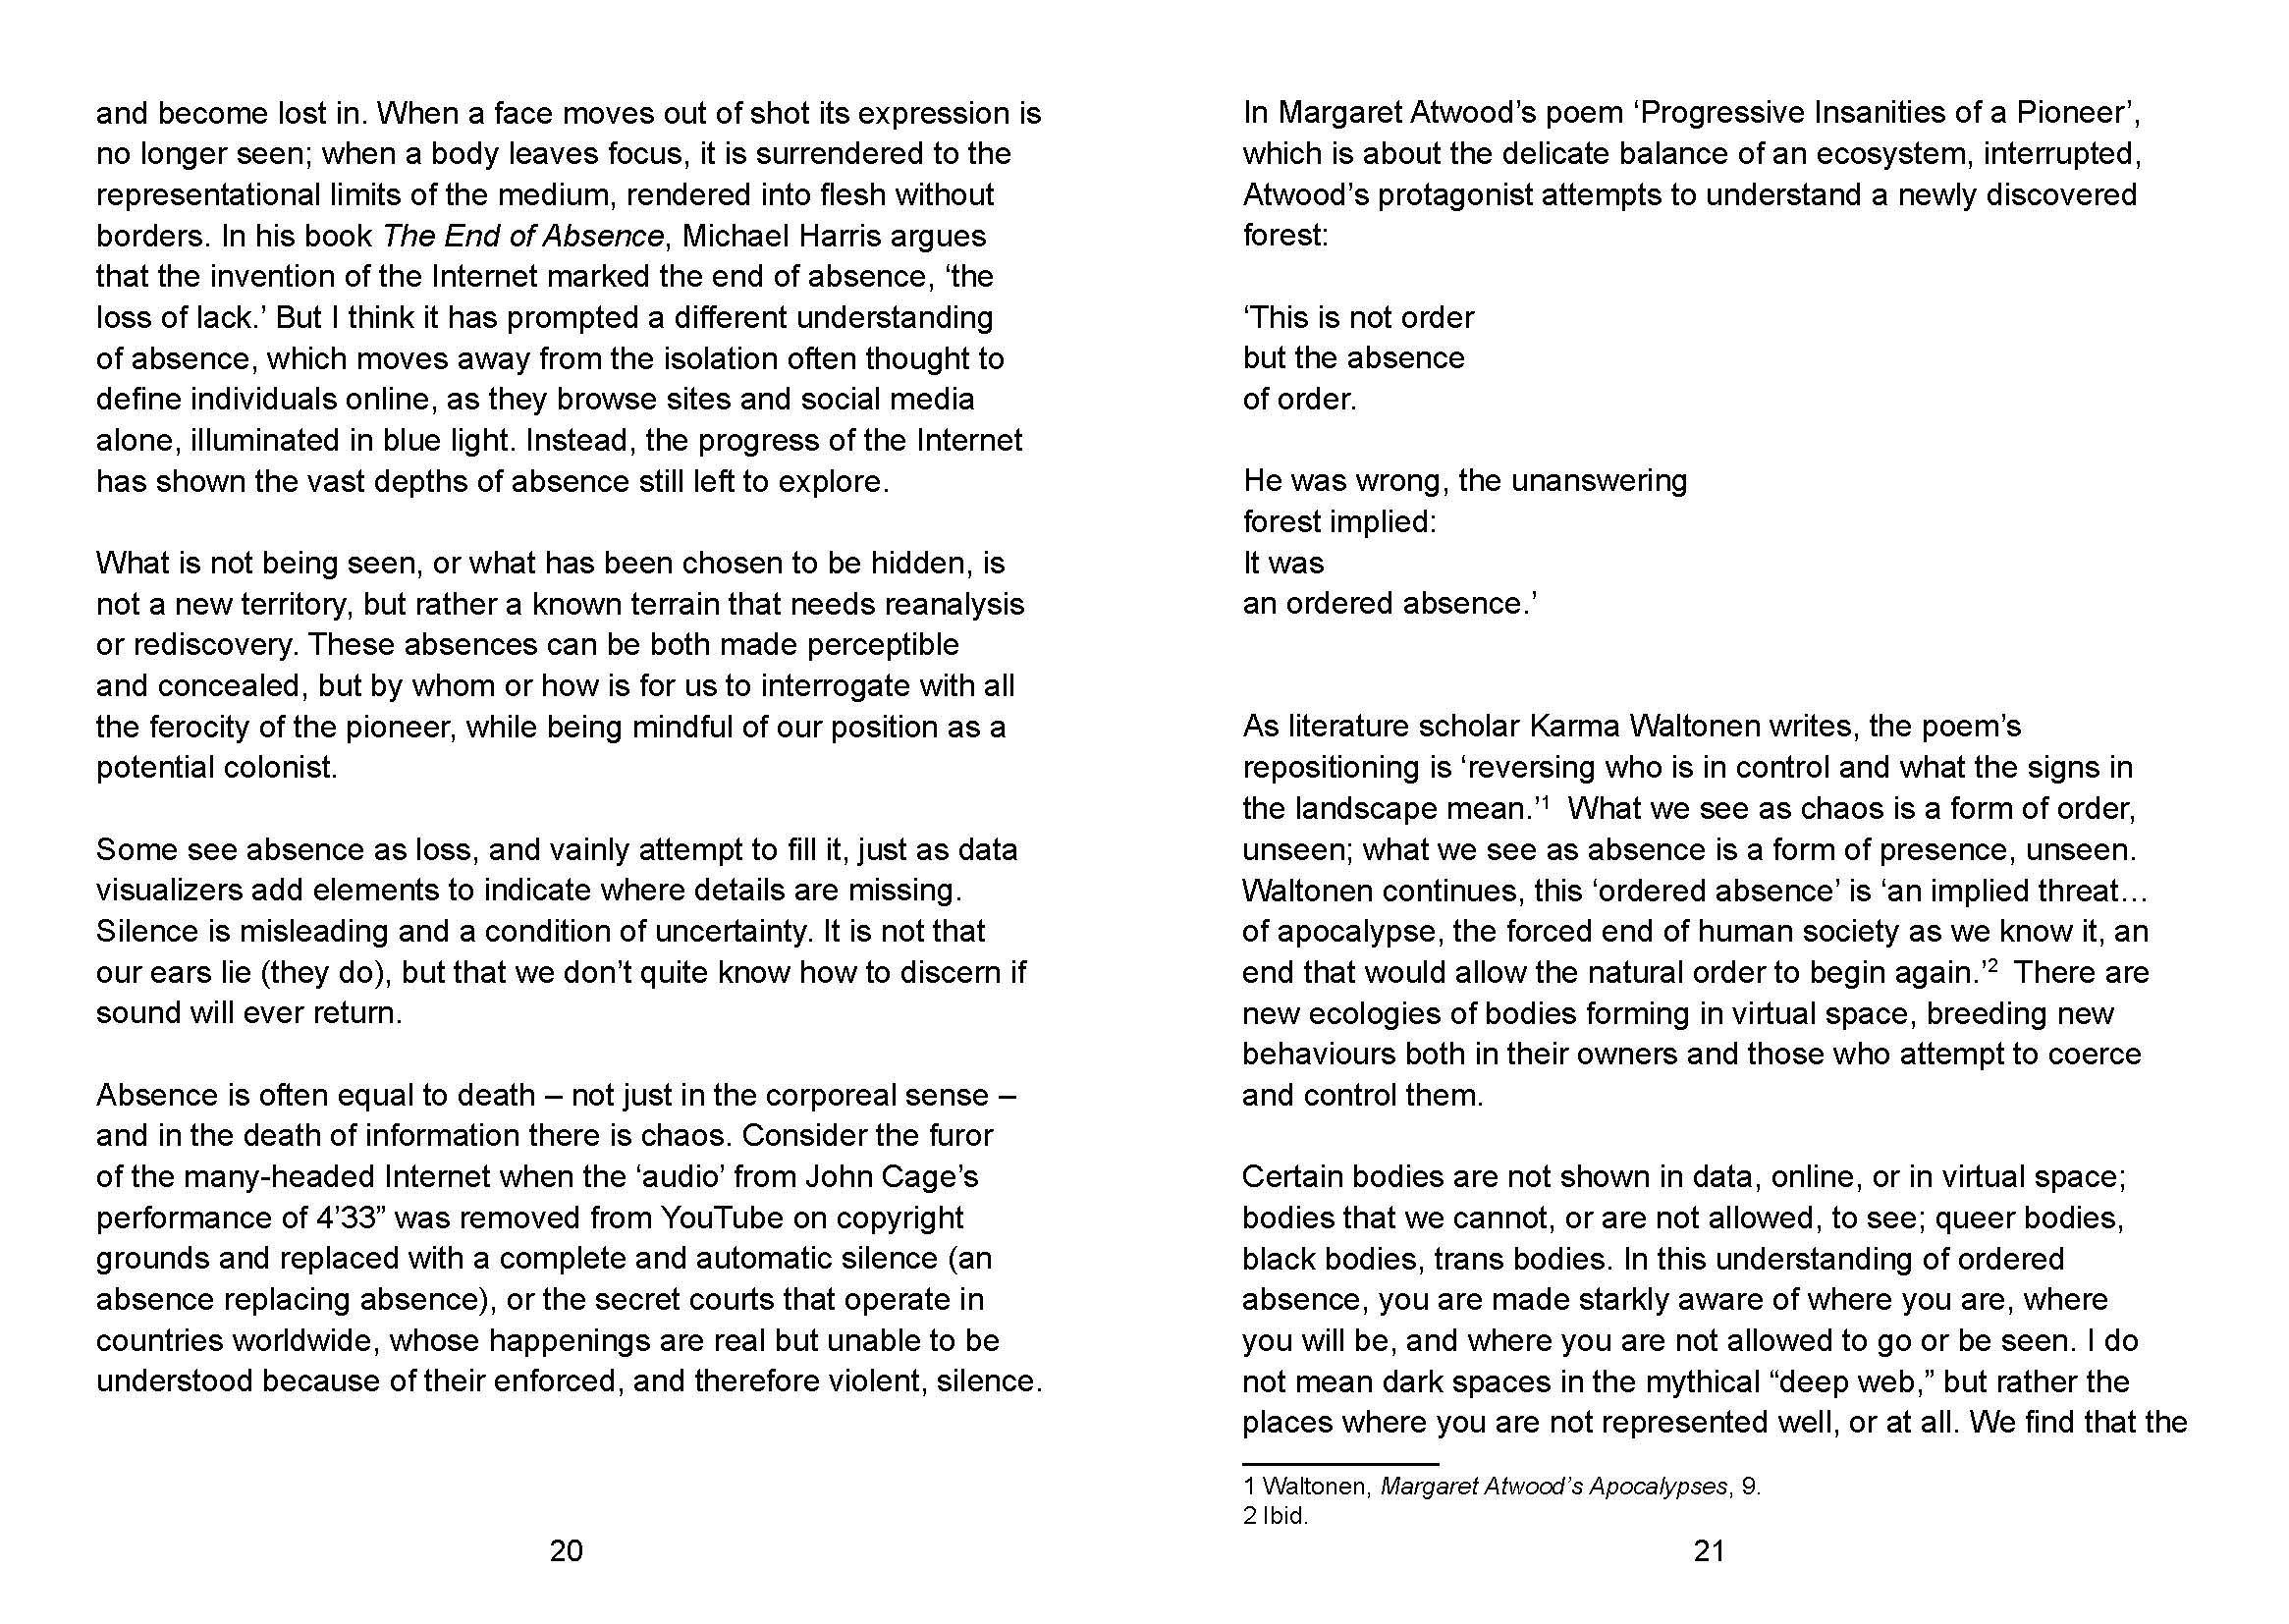 and become lost in. When a face moves out of shot its expression is
no longer seen; when a body leaves focus, it is surrendered to the
representational limits of the medium, rendered into flesh without
borders. In his book The End of Absence, Michael Harris argues
that the invention of the Internet marked the end of absence, ‘the
loss of lack.’ But I think it has prompted a different understanding
of absence, which moves away from the isolation often thought to
define individuals online, as they browse sites and social media
alone, illuminated in blue light. Instead, the progress of the Internet
has shown the vast depths of absence still left to explore.
What is not being seen, or what has been chosen to be hidden, is
not a new territory, but rather a known terrain that needs reanalysis
or rediscovery. These absences can be both made perceptible
and concealed, but by whom or how is for us to interrogate with all
the ferocity of the pioneer, while being mindful of our position as a
potential colonist.
Some see absence as loss, and vainly attempt to fill it, just as data
visualizers add elements to indicate where details are missing.
Silence is misleading and a condition of uncertainty. It is not that
our ears lie (they do), but that we don’t quite know how to discern if
sound will ever return.
Absence is often equal to death – not just in the corporeal sense –
and in the death of information there is chaos. Consider the furor
of the many-headed Internet when the ‘audio’ from John Cage’s
performance of 4’33” was removed from YouTube on copyright
grounds and replaced with a complete and automatic silence (an
absence replacing absence), or the secret courts that operate in
countries worldwide, whose happenings are real but unable to be
understood because of their enforced, and therefore violent, silence.
20
In Margaret Atwood’s poem ‘Progressive Insanities of a Pioneer’,
which is about the delicate balance of an ecosystem, interrupted,
Atwood’s protagonist attempts to understand a newly discovered
forest:
‘This is not order
but the absence
of order.
He was wrong, the unanswering
forest implied:
It was
an ordered absence.’
As literature scholar Karma Waltonen writes, the poem’s
repositioning is ‘reversing who is in control and what the signs in
the landscape mean.’1 What we see as chaos is a form of order,
unseen; what we see as absence is a form of presence, unseen.
Waltonen continues, this ‘ordered absence’ is ‘an implied threat…
of apocalypse, the forced end of human society as we know it, an
end that would allow the natural order to begin again.’2 There are
new ecologies of bodies forming in virtual space, breeding new
behaviours both in their owners and those who attempt to coerce
and control them.
Certain bodies are not shown in data, online, or in virtual space;
bodies that we cannot, or are not allowed, to see; queer bodies,
black bodies, trans bodies. In this understanding of ordered
absence, you are made starkly aware of where you are, where
you will be, and where you are not allowed to go or be seen. I do
not mean dark spaces in the mythical “deep web,” but rather the
places where you are not represented well, or at all. We find that the
1 Waltonen, Margaret Atwood’s Apocalypses, 9.
2 Ibid.
21